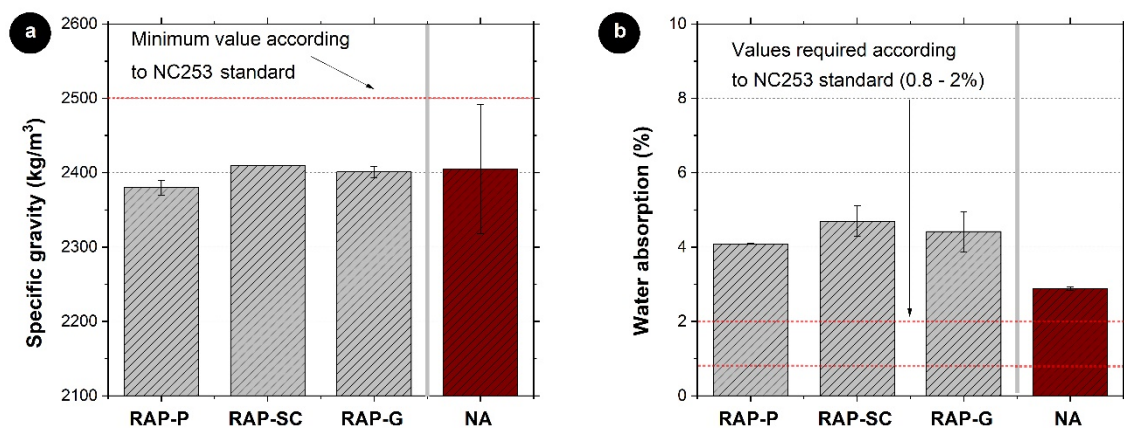 a
2600
2500
2400
2300
2200
2100
Specific gravity (kg/m³)
Minimum value according
to NC253 standard
RAP-P RAP-SC RAP-G NA
b
10
8
6
4
2
0
Water absorption (%)
Values required according
to NC253 standard (0.8 - 2%)
RAP-P RAP-SC RAP-G NA